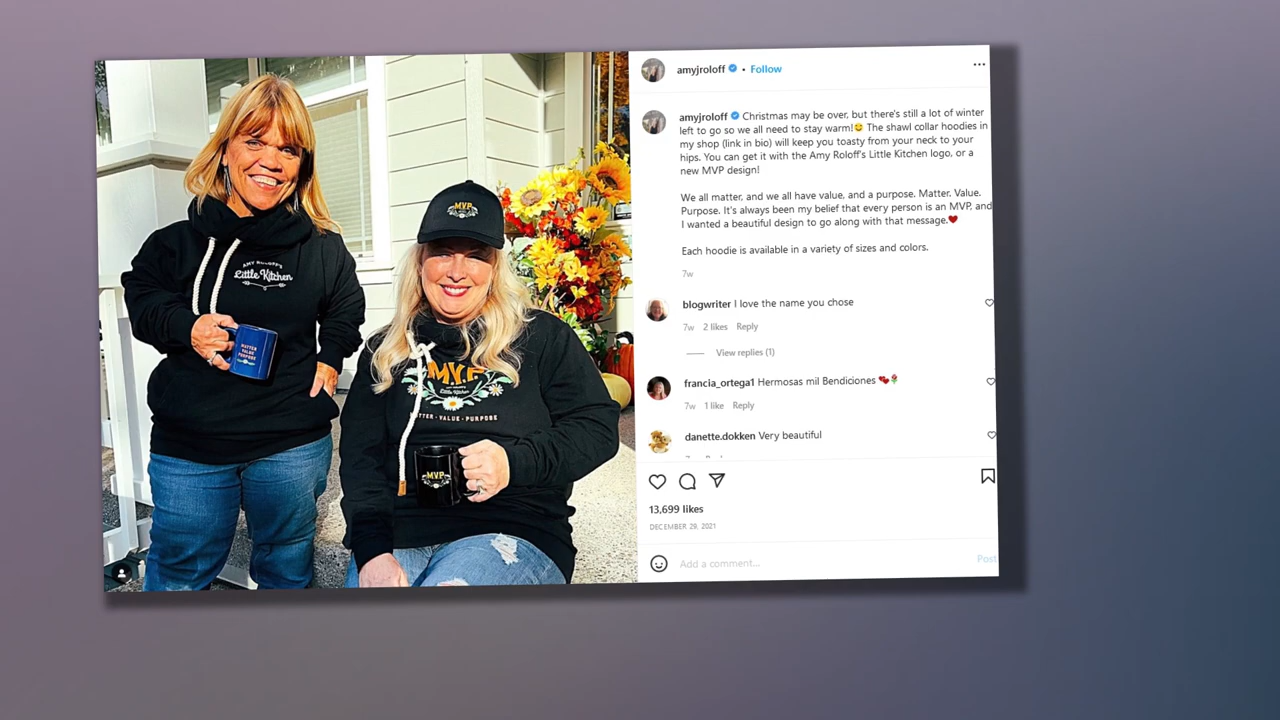 amyjroloff • Follow
amyjroloff Christmas may be over, but there's still a lot of winter
left to go so we all need to stay warm!😉 The shawl collar hoodies in
my shop (link in bio) will keep you toasty from your neck to your
hips. You can get it with the Amy Roloff's Little Kitchen logo, or a
new MVP design!
We all matter, and we all have value, and a purpose. Matter. Value.
Purpose. It's always been my belief that every person is an MVP, and
I wanted a beautiful design to go along with that message.❤️
Each hoodie is available in a variety of sizes and colors.
7w
blogwriter I love the name you chose
7w 2 likes Reply
View replies (1)
francia_ortega1 Hermosas mil Bendiciones 💕🌷
7w 1 like Reply
danette.dokken Very beautiful
13,699 likes
DECEMBER 29, 2021
Add a comment...
Post
AMY ROLOFF'S
Little Kitchen
MATTER
VALUE
PURPOSE
MVP
M.V.P.
Little Kitchen
MATTER · VALUE · PURPOSE
MVP